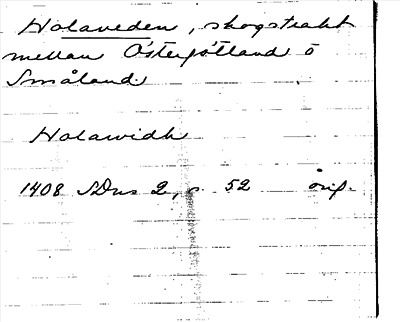 Holaveden, skogstrakt
mellan Östergötland o
Småland.
Holawidh
1408 SDns 2, s. 52 orig.